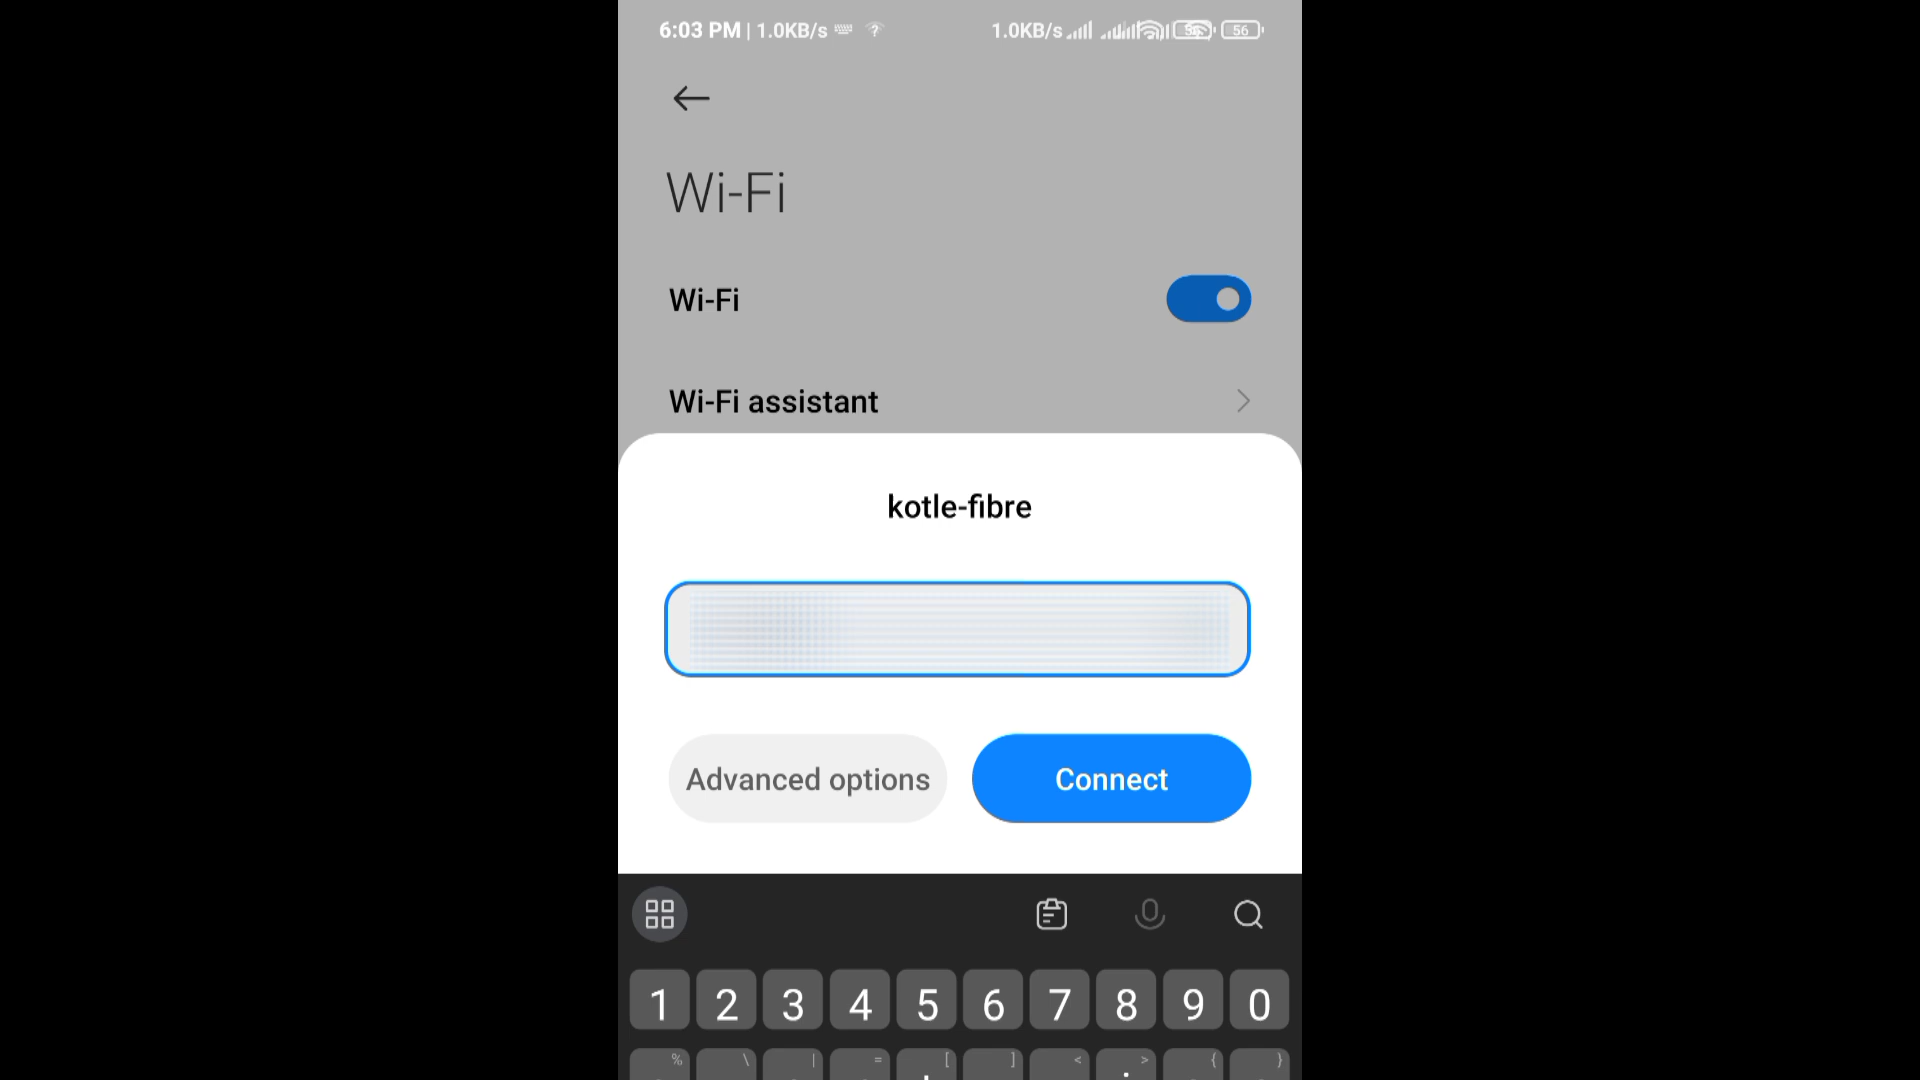 6:03 PM | 1.0KB/s 1.0KB/s 56
Wi-Fi
Wi-Fi
Wi-Fi assistant
kotle-fibre
Advanced options Connect
1 2 3 4 5 6 7 8 9 0
% \ | = [ ] < > { }